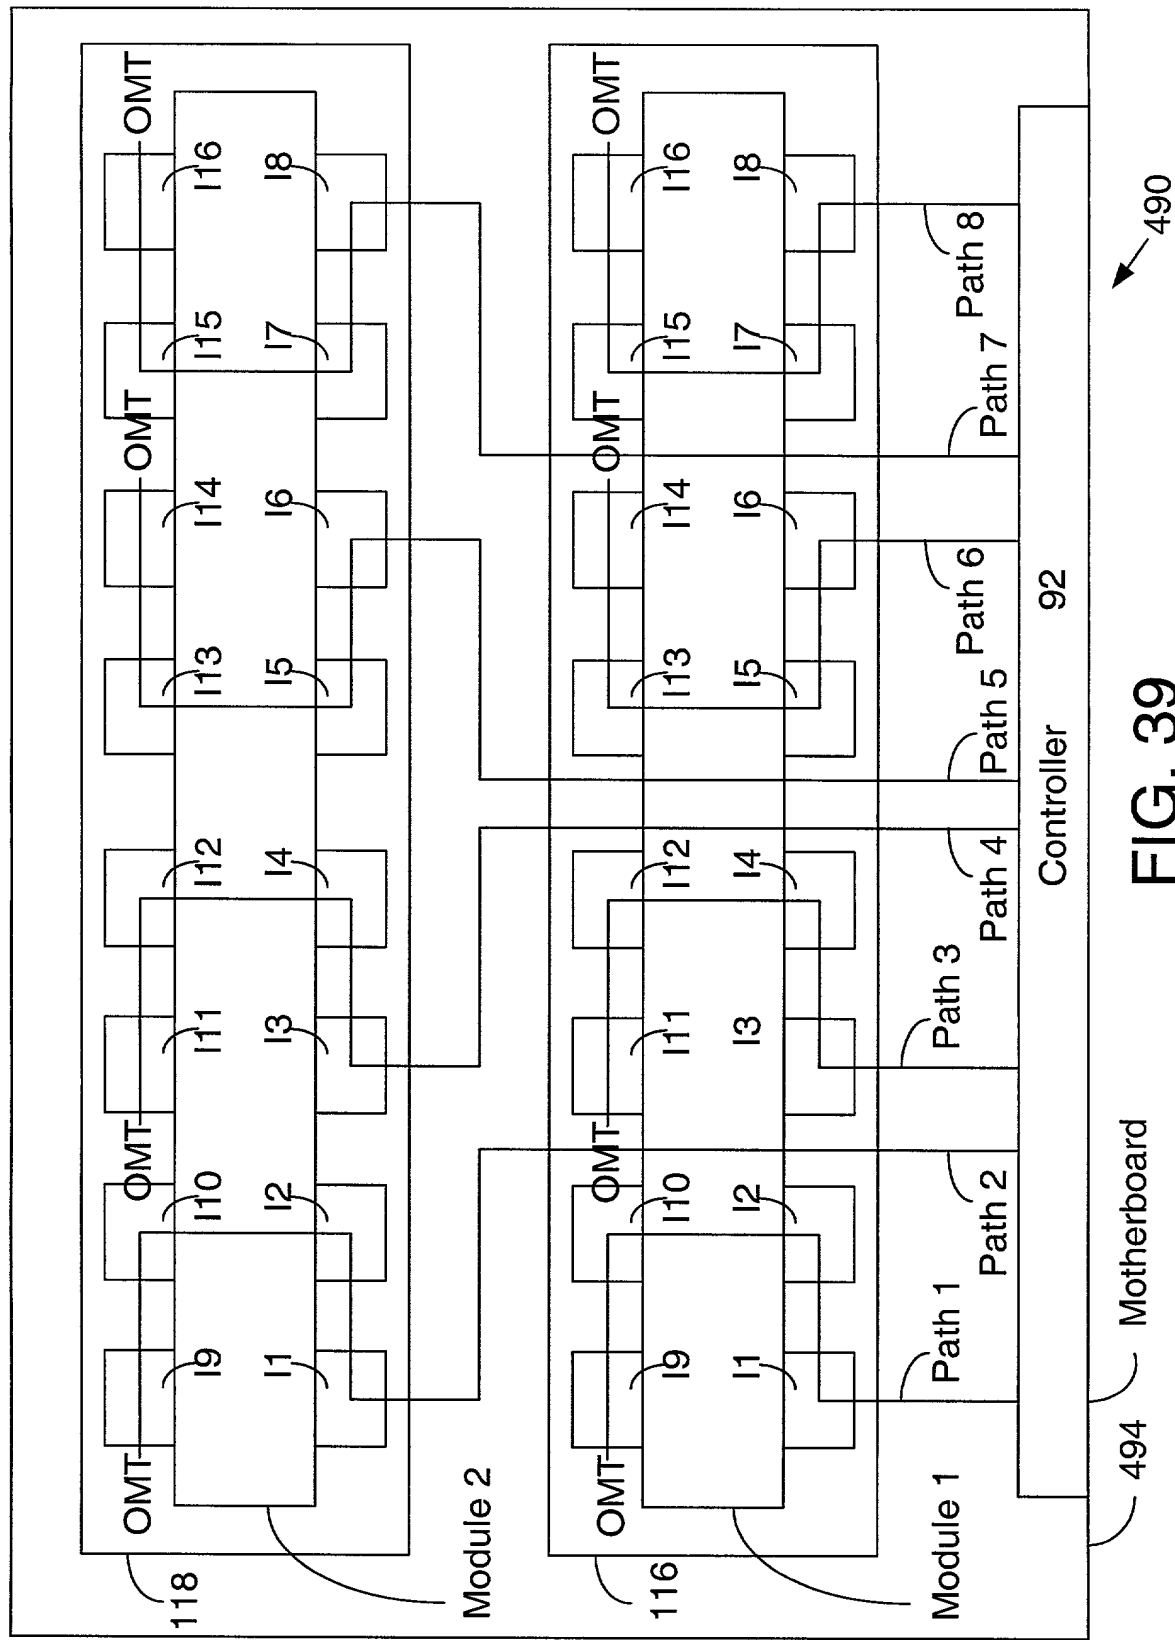 OMT OMT OMT OMT
118
I9 I10 I11 I12 I13 I14 I15 I16
I1 I2 I3 I4 I5 I6 I7 I8
Module 2
OMT OMT OMT OMT
116
I9 I10 I11 I12 I13 I14 I15 I16
I1 I2 I3 I4 I5 I6 I7 I8
Module 1
Path 1 Path 3 Path 6 Path 8
Path 2 Path 4 Path 5 Path 7
Controller 92
494 Motherboard
490
FIG. 39